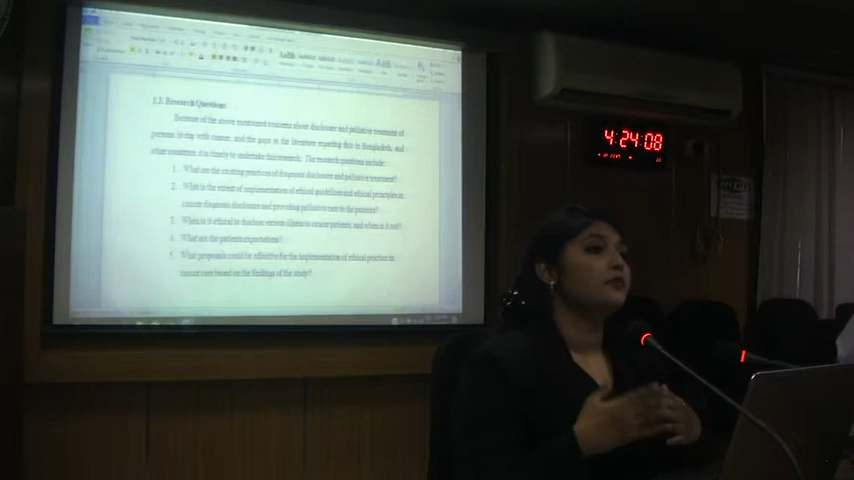 1.3. Research Questions
Because of the above mentioned concerns about disclosure and palliative treatment of
persons living with cancer, and the gaps in the literature regarding this in Bangladesh, and
other countries, it is timely to undertake this research. The research questions include:
1. What are the existing practices of diagnosis disclosure and palliative treatment?
2. What is the extent of implementation of ethical guidelines and ethical principles in
cancer diagnosis disclosure and providing palliative care to the patients?
3. When is it ethical to disclose serious illness to cancer patients, and when is it not?
4. What are the patients expectations?
5. What proposals could be effective for the implementation of ethical practice in
cancer care based on the findings of the study?
4:24:08